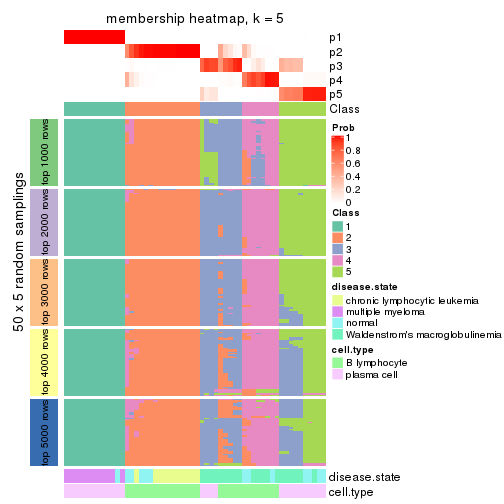 membership heatmap, k = 5
p1
p2
p3
p4
p5
Class
50 x 5 random samplings
top 1000 rows
top 2000 rows
top 3000 rows
top 4000 rows
top 5000 rows
Prob
1
0.8
0.6
0.4
0.2
0
Class
1
2
3
4
5
disease.state
chronic lymphocytic leukemia
multiple myeloma
normal
Waldenstrom's macroglobulinemia
cell.type
B lymphocyte
plasma cell
disease.state
cell.type